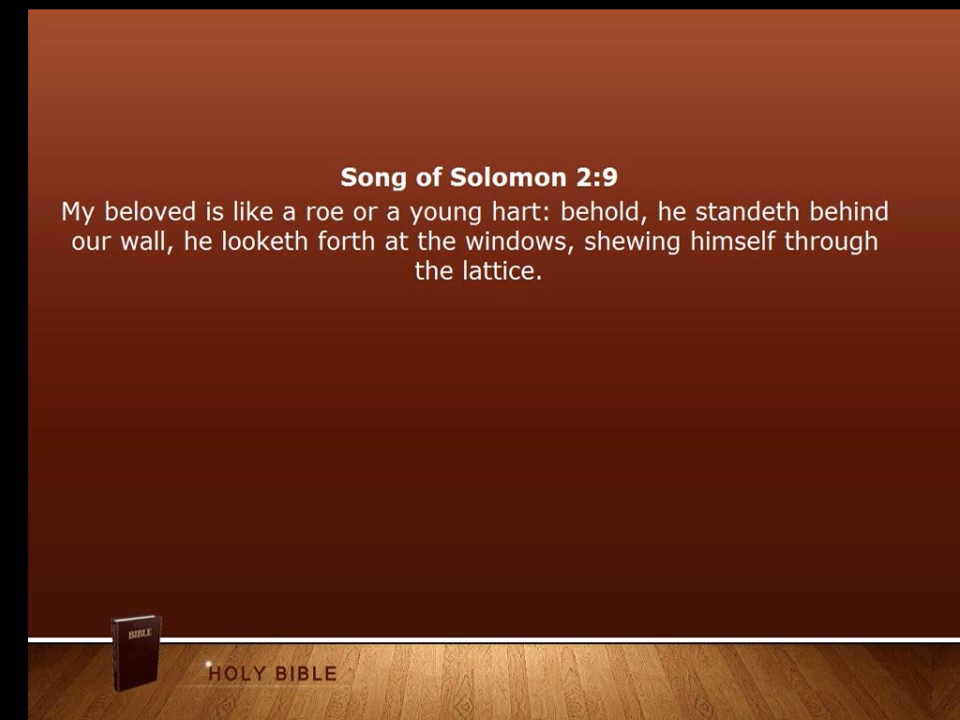 Song of Solomon 2:9
My beloved is like a roe or a young hart: behold, he standeth behind
our wall, he looketh forth at the windows, shewing himself through
the lattice.
BIBLE
HOLY BIBLE